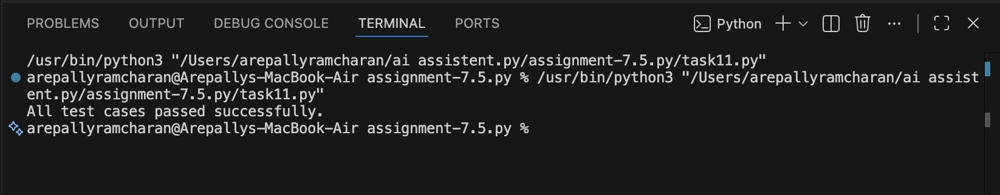 PROBLEMS OUTPUT DEBUG CONSOLE TERMINAL PORTS Python
/usr/bin/python3 "/Users/arepallyramcharan/ai assistent.py/assignment-7.5.py/task11.py"
arepallyramcharan@Arepallys-MacBook-Air assignment-7.5.py % /usr/bin/python3 "/Users/arepallyramcharan/ai assist
ent.py/assignment-7.5.py/task11.py"
All test cases passed successfully.
arepallyramcharan@Arepallys-MacBook-Air assignment-7.5.py %